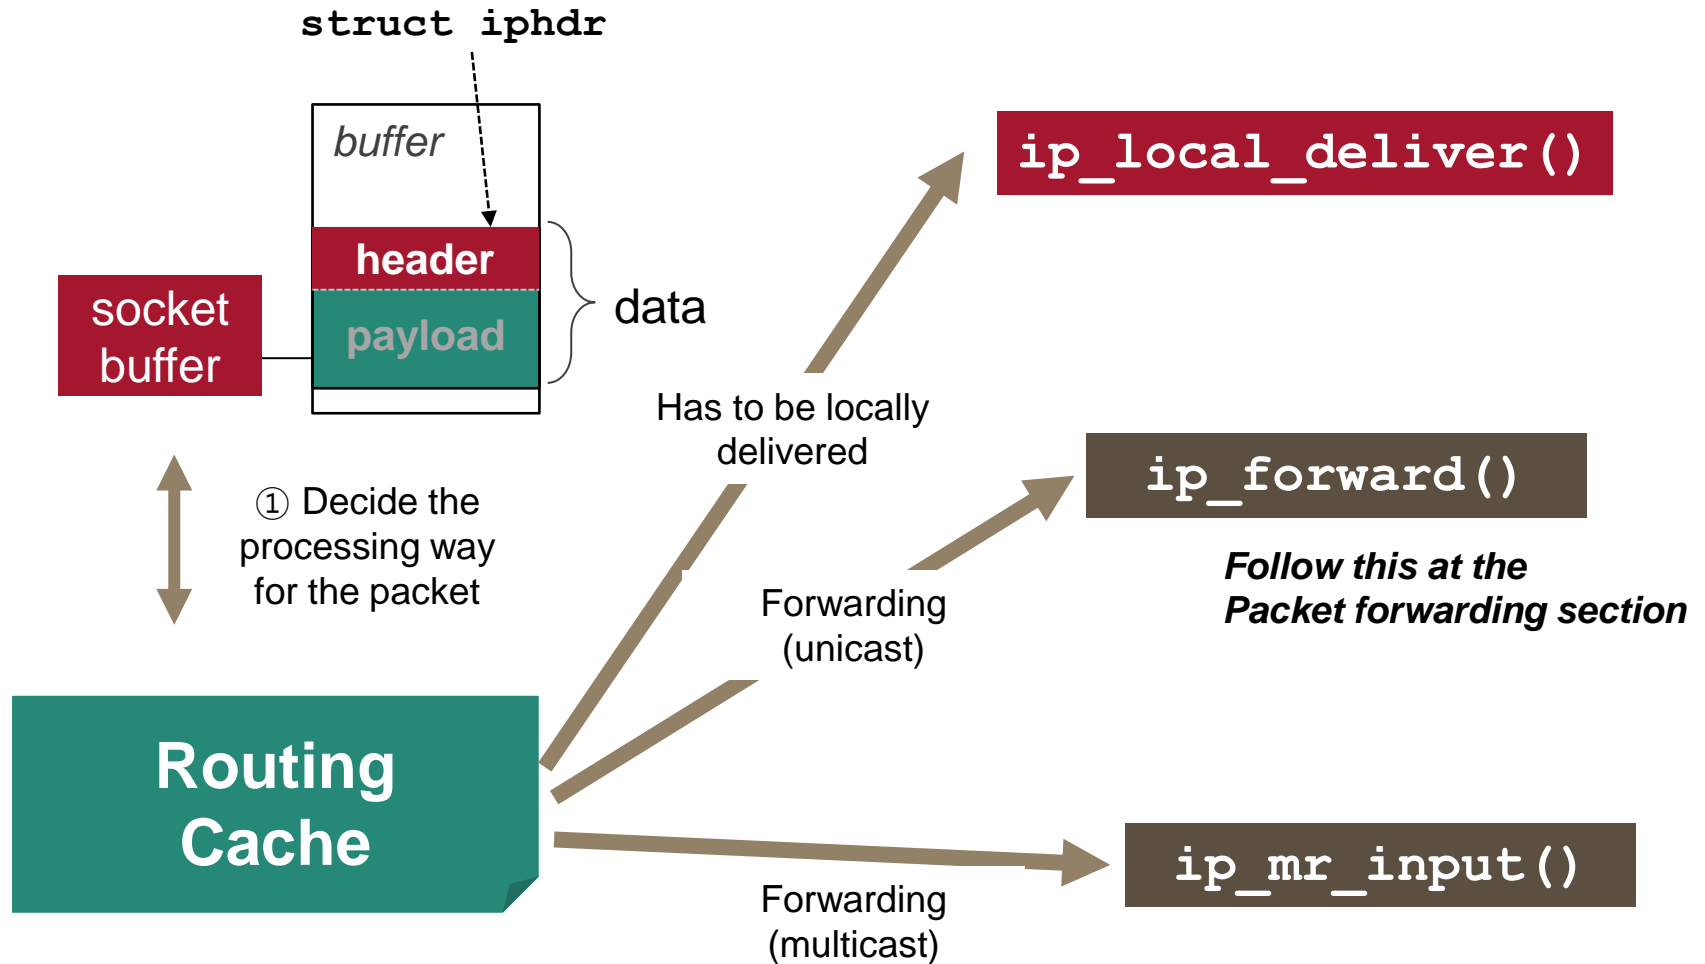 struct iphdr
buffer
header
payload
data
socket
buffer
① Decide the
processing way
for the packet
Routing
Cache
Has to be locally
delivered
Forwarding
(unicast)
Forwarding
(multicast)
ip_local_deliver()
ip_forward()
Follow this at the
Packet forwarding section
ip_mr_input()